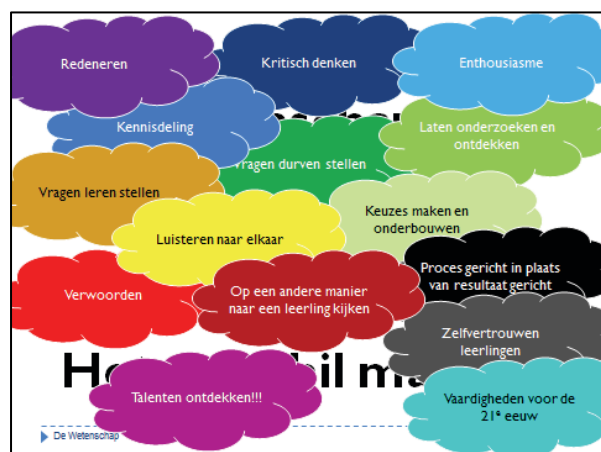 Redeneren
Kritisch denken
Enthousiasme
Kennisdeling
Laten onderzoeken en
ontdekken
Vragen durven stellen
Vragen leren stellen
Keuzes maken en
onderbouwen
Luisteren naar elkaar
Proces gericht in plaats
van resultaat gericht
Verwoorden
Op een andere manier
naar een leerling kijken
Zelfvertrouwen
leerlingen
Talenten ontdekken!!!
Vaardigheden voor de
21e eeuw
De Wetenschap